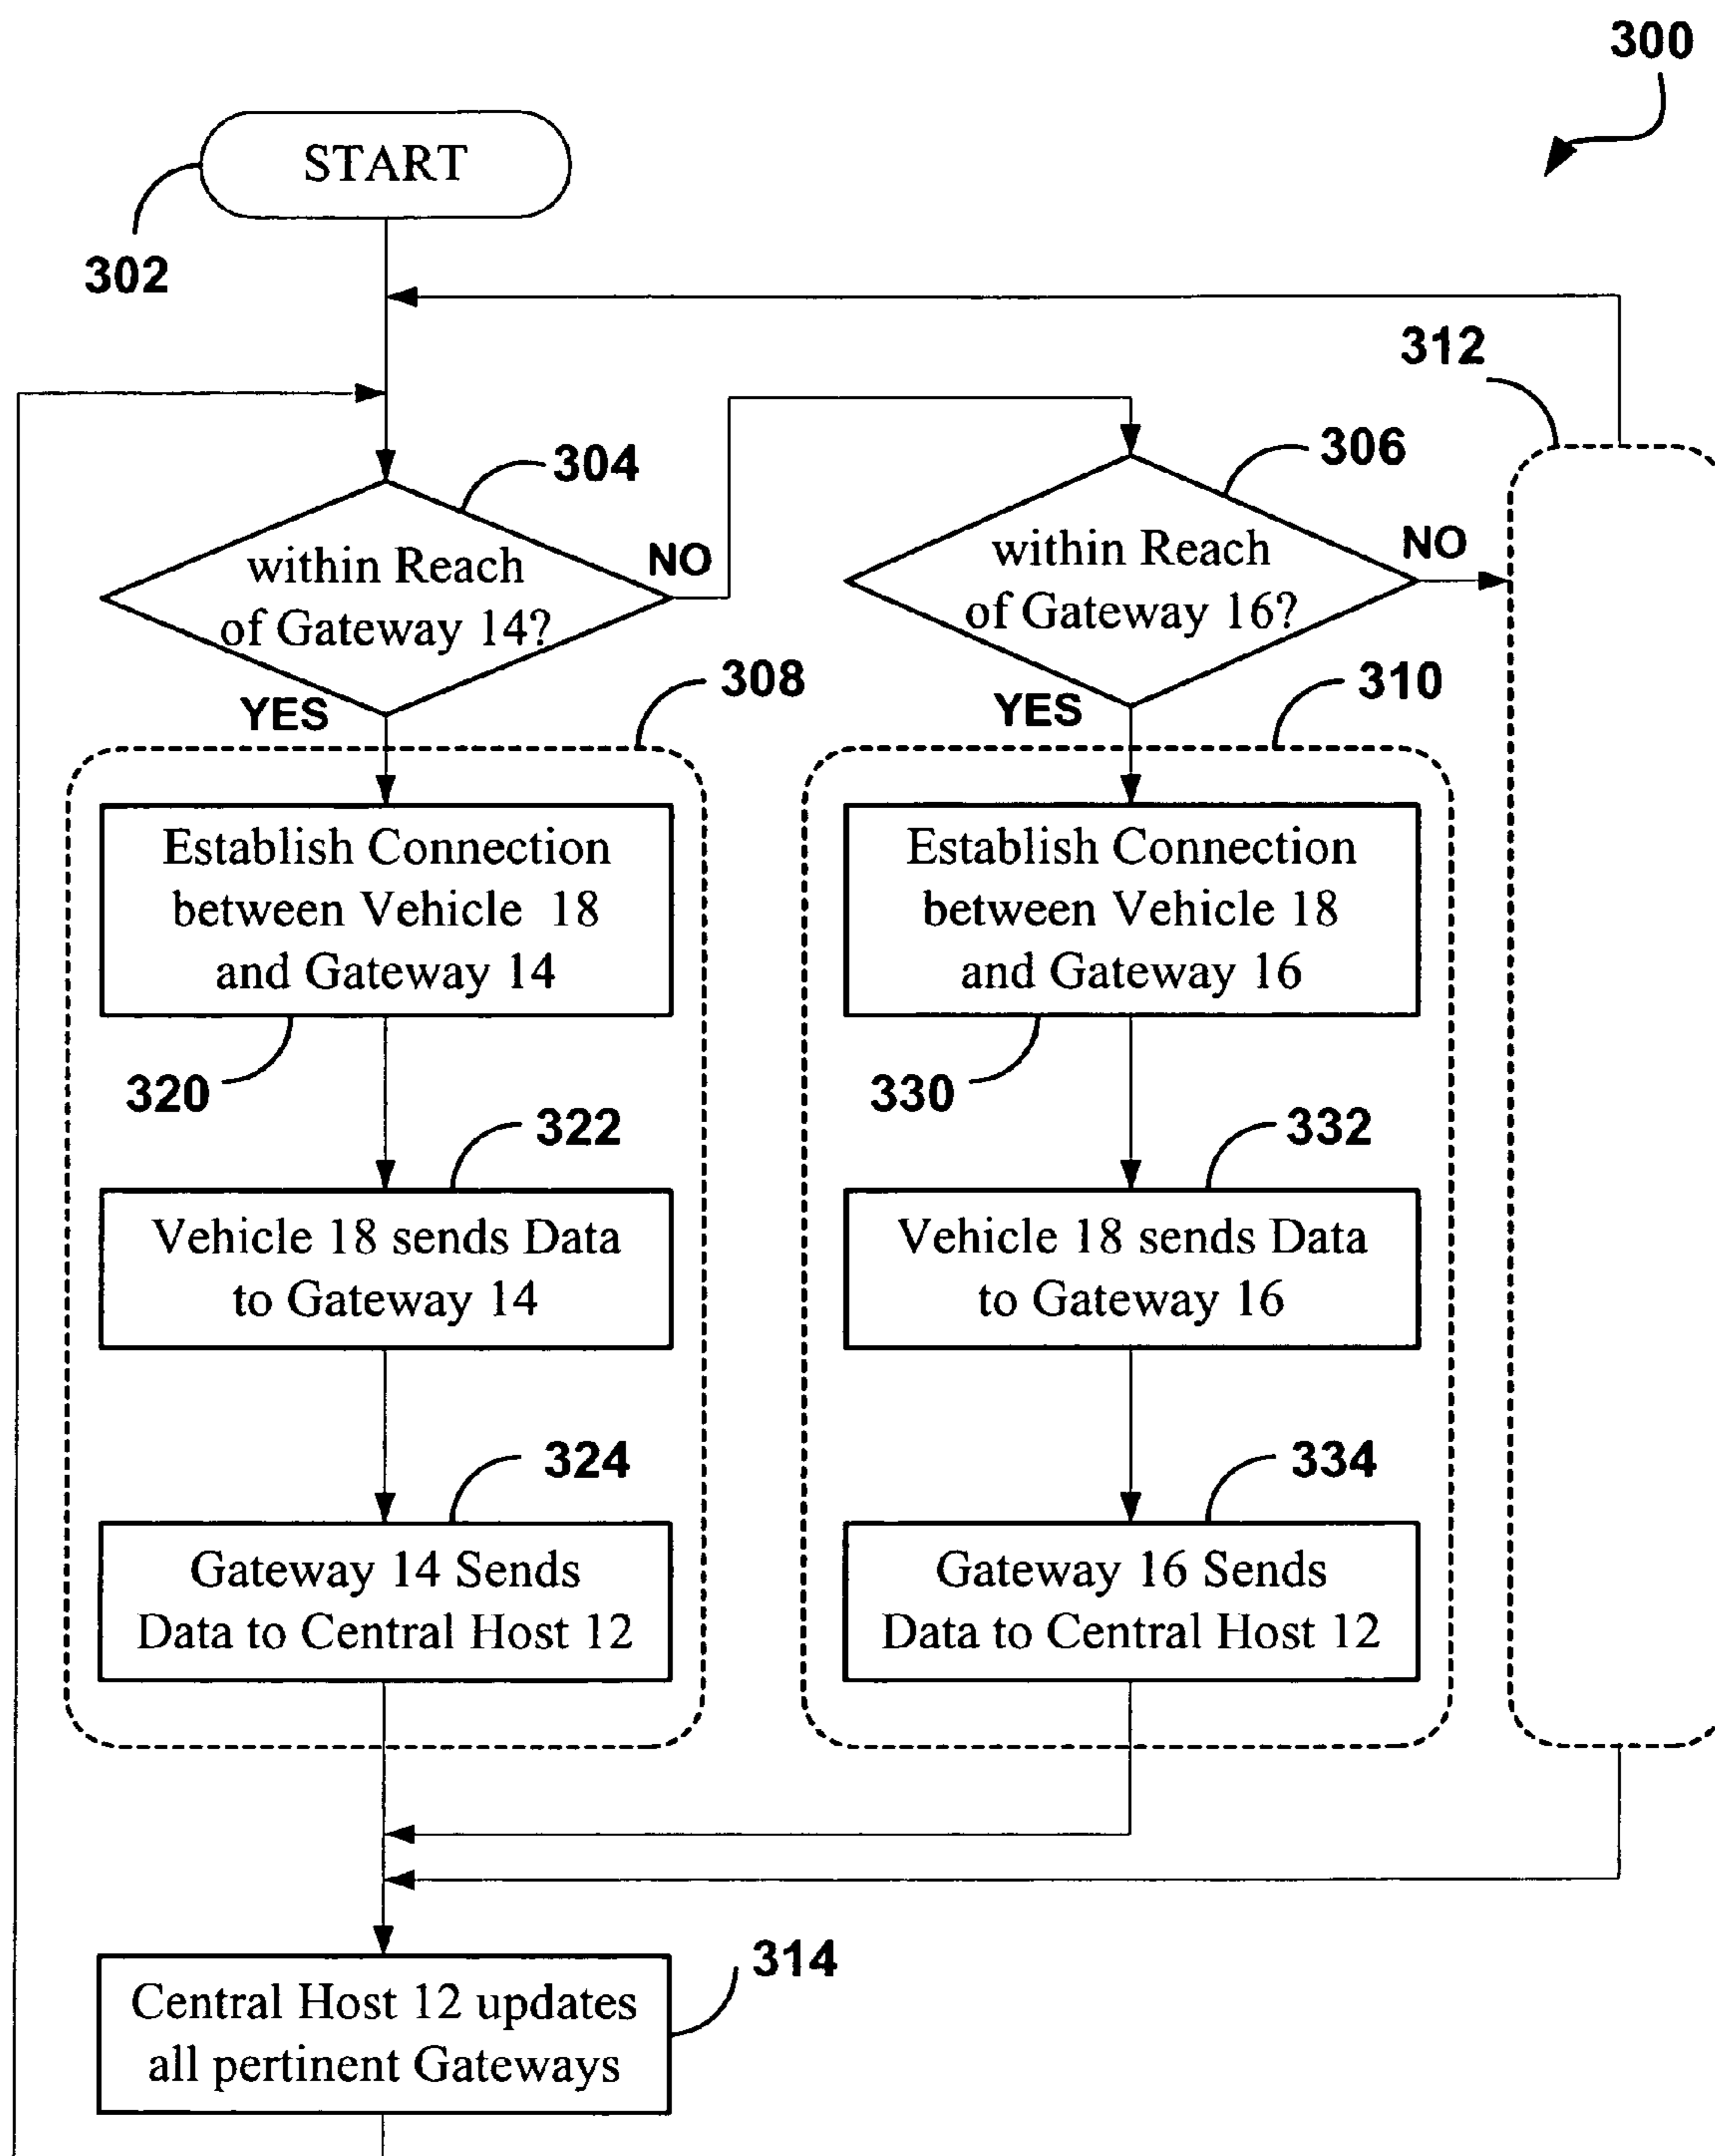 300
START
302
312
304
306
within Reach
of Gateway 14?
NO
within Reach
of Gateway 16?
NO
YES
308
YES
310
Establish Connection
between Vehicle 18
and Gateway 14
Establish Connection
between Vehicle 18
and Gateway 16
320
330
322
332
Vehicle 18 sends Data
to Gateway 14
Vehicle 18 sends Data
to Gateway 16
324
334
Gateway 14 Sends
Data to Central Host 12
Gateway 16 Sends
Data to Central Host 12
314
Central Host 12 updates
all pertinent Gateways